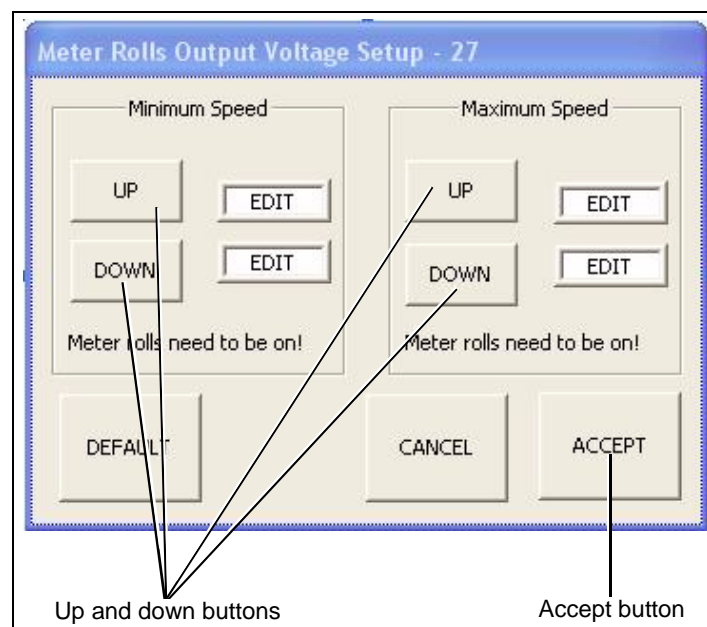 Meter Rolls Output Voltage Setup - 27
Minimum Speed
UP
EDIT
DOWN
EDIT
Meter rolls need to be on!
Maximum Speed
UP
EDIT
DOWN
EDIT
Meter rolls need to be on!
DEFAULT
CANCEL
ACCEPT
Up and down buttons
Accept button